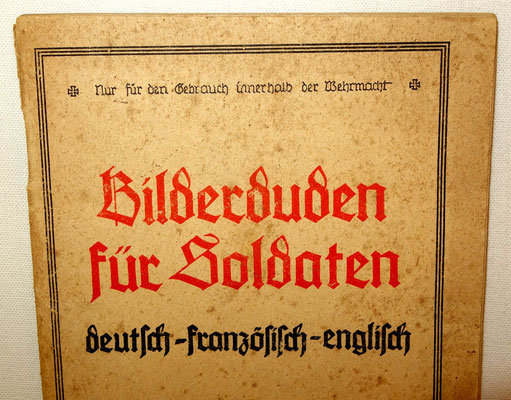 Nur für den Gebrauch innerhalb der Wehrmacht
Bilderduden
für Soldaten
deutsch-französisch-englisch